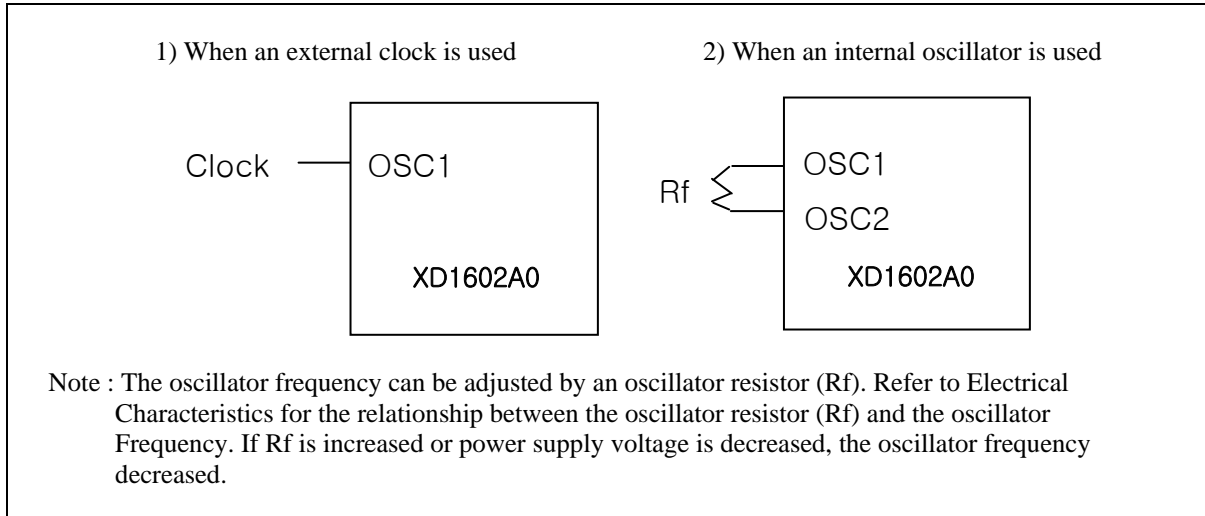 1) When an external clock is used
2) When an internal oscillator is used
Clock
OSC1
XD1602A0
Rf
OSC1
OSC2
XD1602A0
Note : The oscillator frequency can be adjusted by an oscillator resistor (Rf). Refer to Electrical
Characteristics for the relationship between the oscillator resistor (Rf) and the oscillator
Frequency. If Rf is increased or power supply voltage is decreased, the oscillator frequency
decreased.